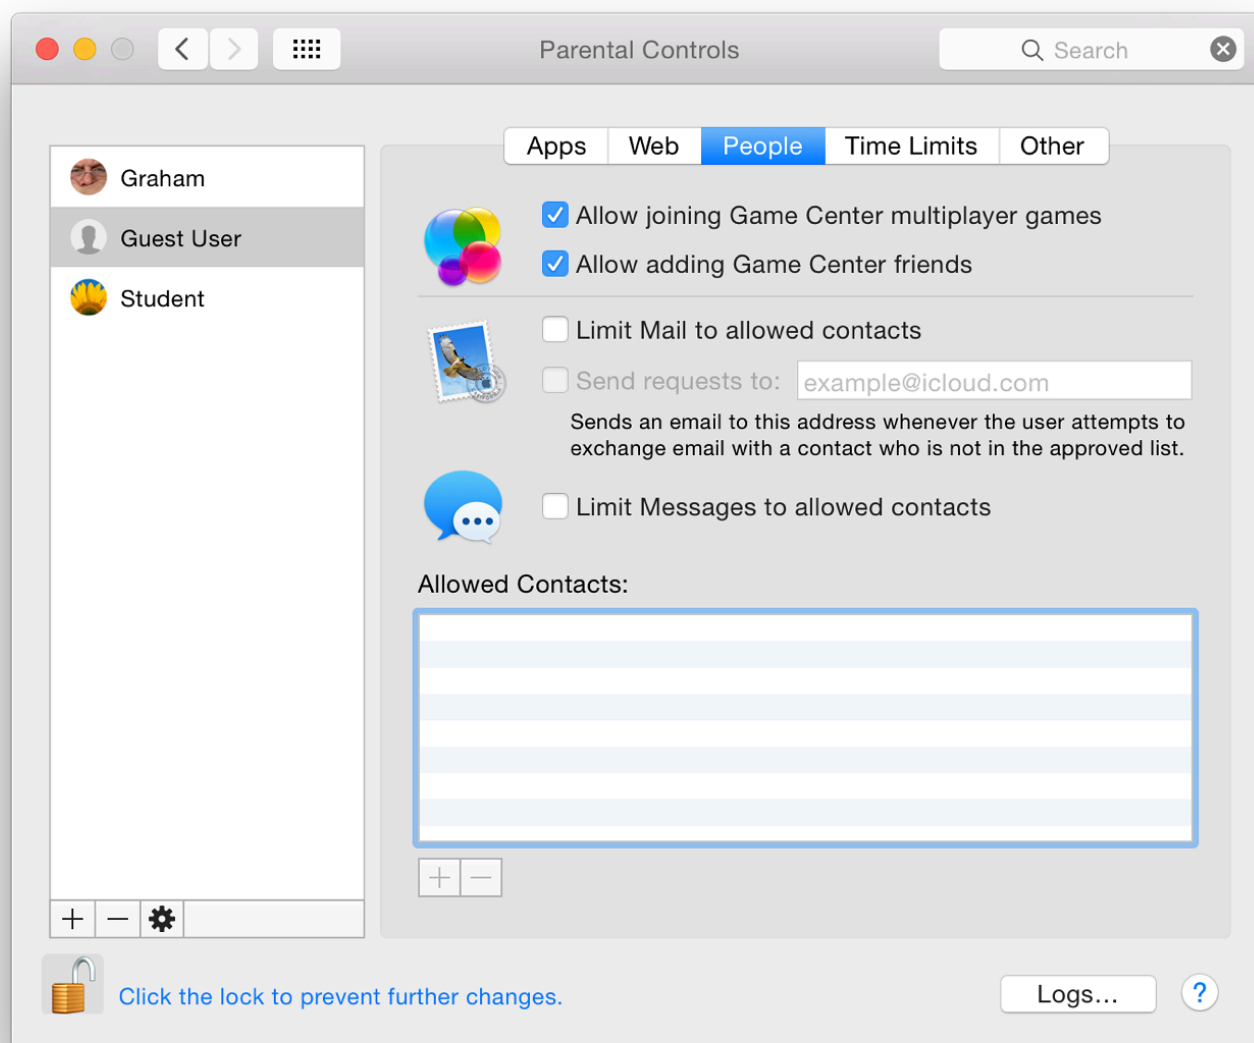 Parental Controls
Search
Apps Web People Time Limits Other
Graham
Guest User
Student
Allow joining Game Center multiplayer games
Allow adding Game Center friends
Limit Mail to allowed contacts
Send requests to: example@icloud.com
Sends an email to this address whenever the user attempts to
exchange email with a contact who is not in the approved list.
Limit Messages to allowed contacts
Allowed Contacts:
Click the lock to prevent further changes.
Logs...
?